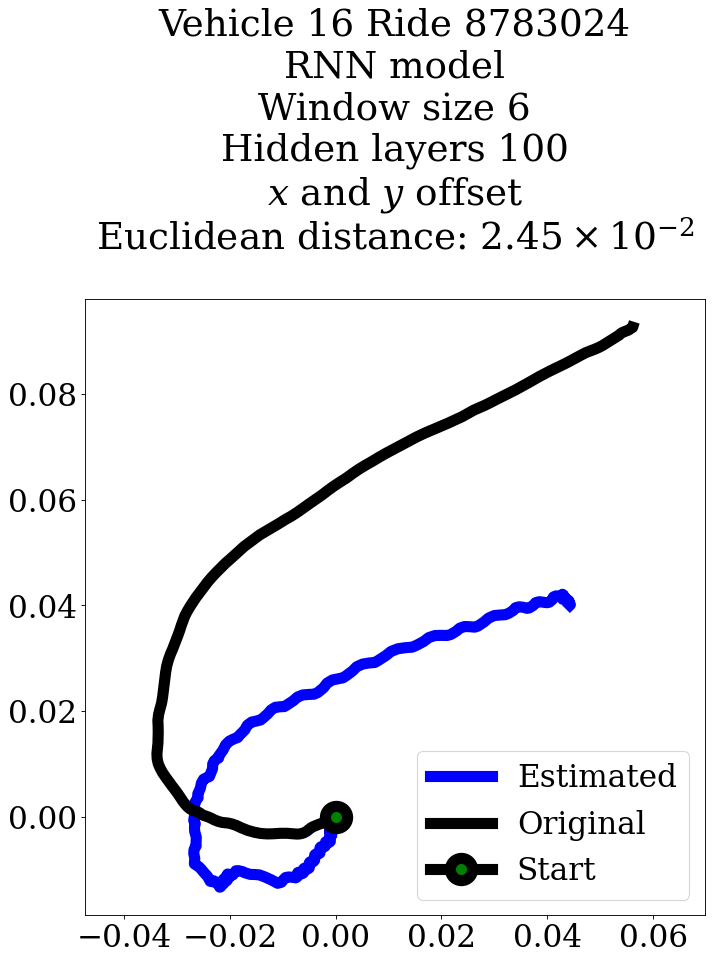 Vehicle 16 Ride 8783024
RNN model
Window size 6
Hidden layers 100
x and y offset
Euclidean distance: 2.45 × 10⁻²
0.08
0.06
0.04
0.02
0.00
Estimated
Original
Start
−0.04 −0.02 0.00 0.02 0.04 0.06